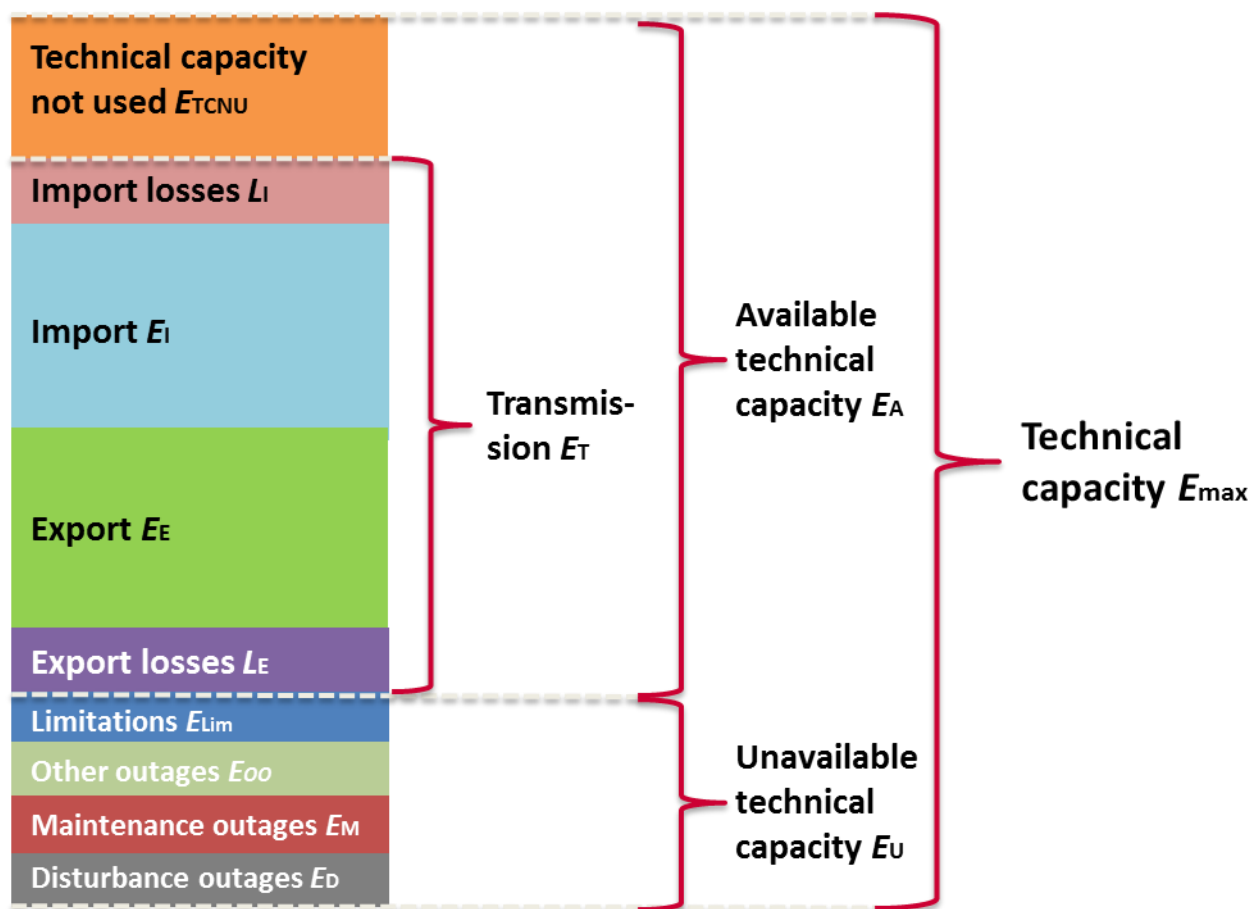 Technical capacity
not used ETCNU
Import losses LI
Import EI
Export EE
Export losses LE
Limitations ELim
Other outages EOO
Maintenance outages EM
Disturbance outages ED
Transmis-
sion ET
Available
technical
capacity EA
Unavailable
technical
capacity EU
Technical
capacity Emax